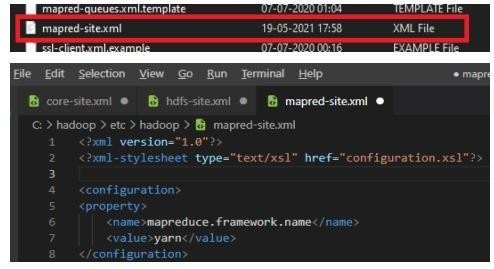 mapred-queues.xml.template 07-07-2020 01:04 TEMPLATE File
mapred-site.xml 19-05-2021 17:58 XML File
ssl-client.xml.example 07-07-2020 00:16 EXAMPLE File
File Edit Selection View Go Run Terminal Help ● mapre
core-site.xml ● hdfs-site.xml ● mapred-site.xml ●
C: > hadoop > etc > hadoop > mapred-site.xml
1 <?xml version="1.0"?>
2 <?xml-stylesheet type="text/xsl" href="configuration.xsl"?>
3
4 <configuration>
5 <property>
6 <name>mapreduce.framework.name</name>
7 <value>yarn</value>
8 </configuration>